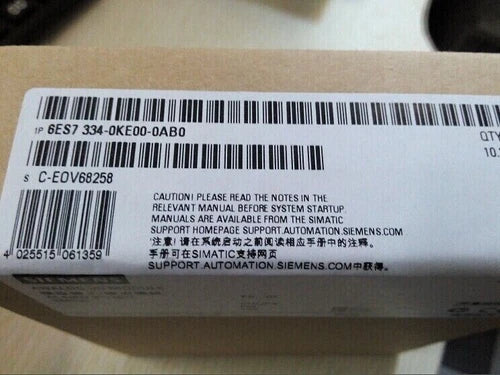 1P 6ES7 334-0KE00-0AB0
QTY
10.
S C-E0V68258
CAUTION! PLEASE READ THE NOTES IN THE
RELEVANT MANUAL BEFORE SYSTEM STARTUP.
MANUALS ARE AVAILABLE FROM THE SIMATIC
SUPPORT HOMEPAGE SUPPORT.AUTOMATION.SIEMENS.COM
注意! 请在系统启动之前阅读相应手册中的注释。
手册可在SIMATIC支持网页
SUPPORT.AUTOMATION.SIEMENS.COM中获得。
4 025515 061359
SIEMENS